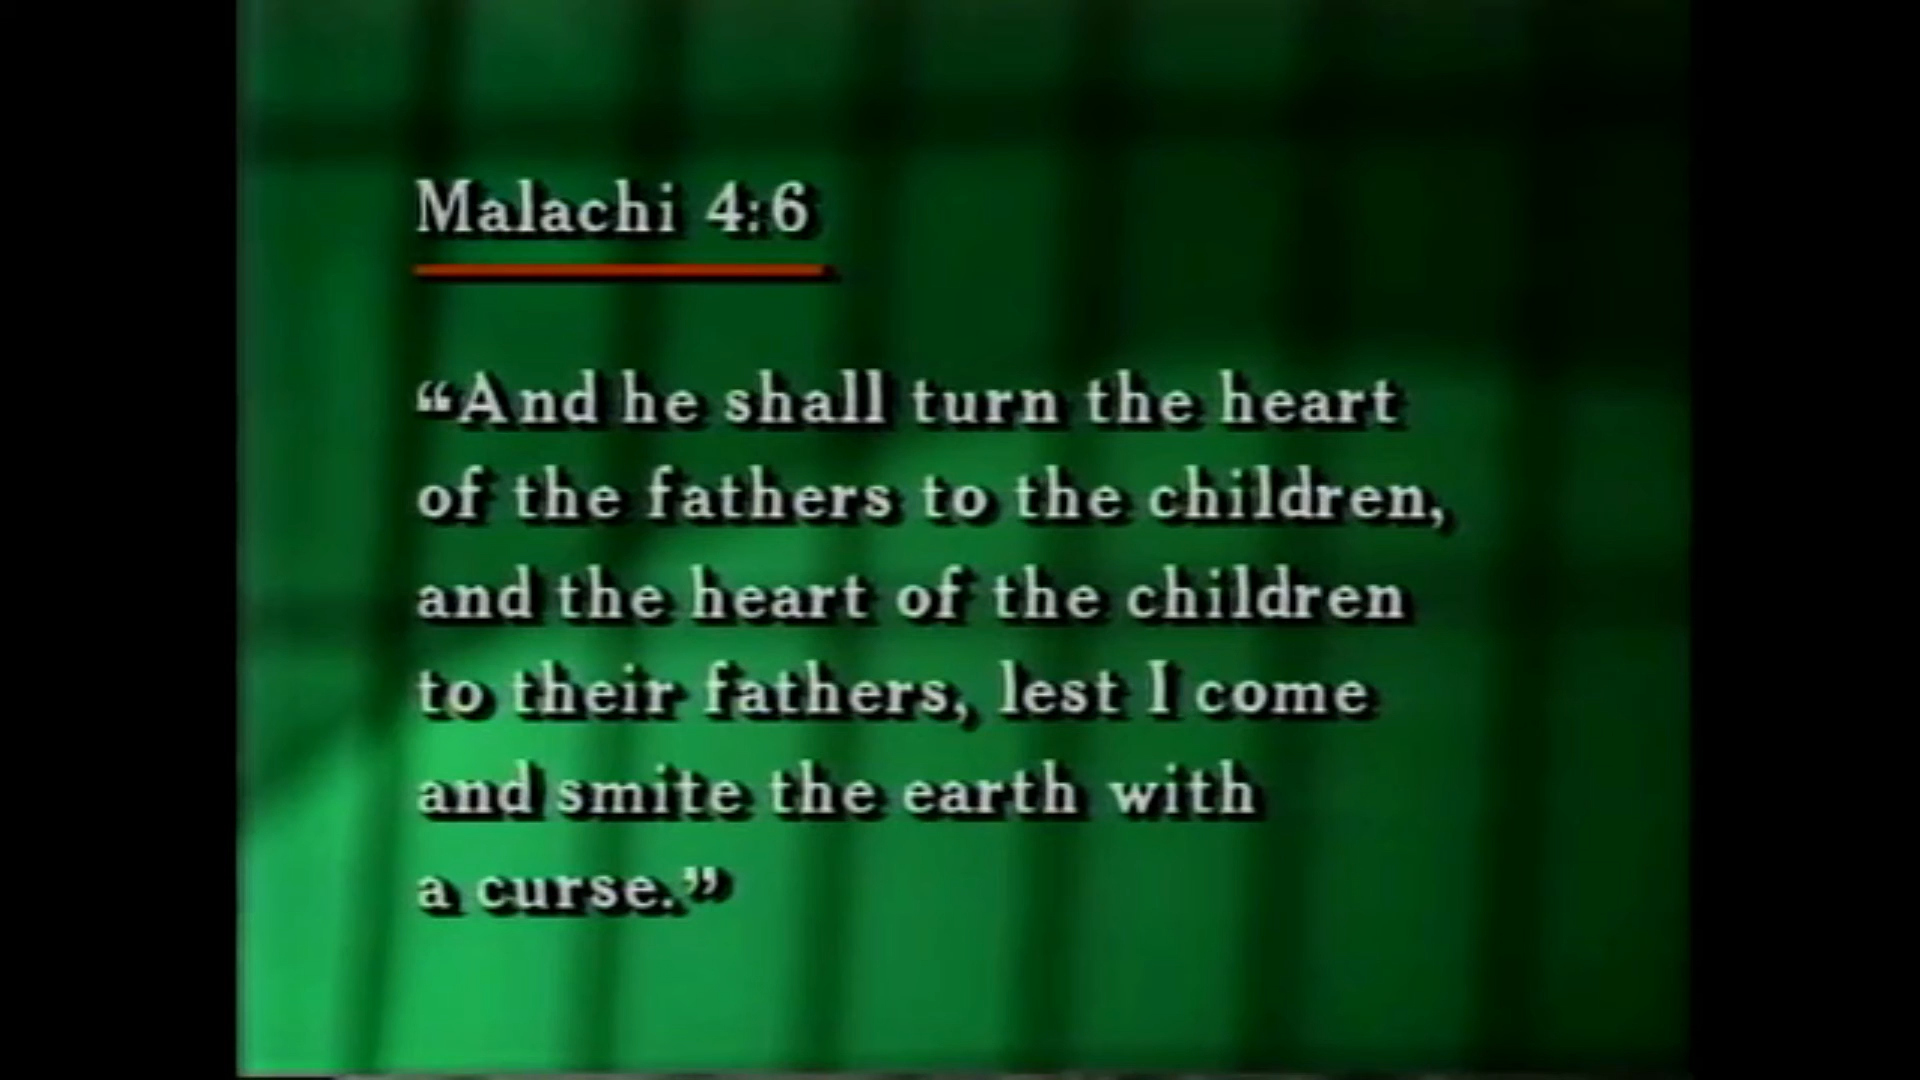 Malachi 4:6
“And he shall turn the heart
of the fathers to the children,
and the heart of the children
to their fathers, lest I come
and smite the earth with
a curse.”